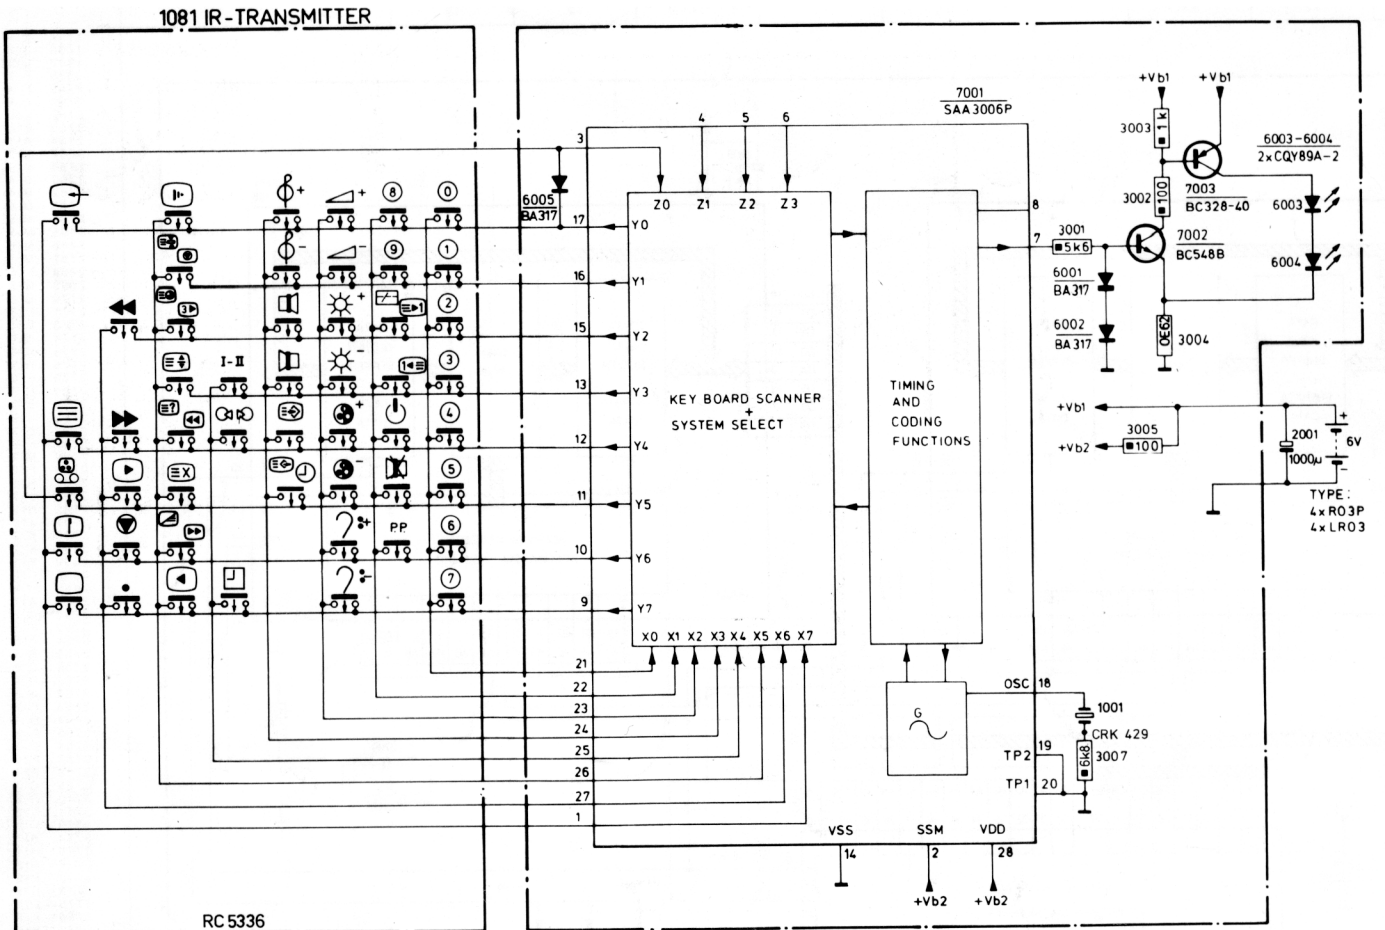 1081 IR-TRANSMITTER
7001
SAA3006P
+Vb1
+Vb1
3003
1k
6003-6004
2xCQY89A-2
3
4
5
6
6005
BA317
Z0
Z1
Z2
Z3
3002
100
7003
BC328-40
6003
8
+
+
8
0
17
Y0
7
3001
5k6
7002
BC548B
6001
BA317
6004
-
-
9
1
16
Y1
3
+
1
2
15
Y2
6002
BA317
0E62
3004
I-II
-
1
3
13
Y3
KEY BOARD SCANNER
+
SYSTEM SELECT
TIMING
AND
CODING
FUNCTIONS
?
+
4
12
Y4
+Vb1
+Vb2
3005
100
2001
1000µ
+
6V
-
TYPE:
4xR03P
4xLR03
X
-
5
11
Y5
+
P.P.
6
10
Y6
-
7
9
Y7
X0
X1
X2
X3
X4
X5
X6
X7
21
22
23
24
25
26
27
1
G
OSC
18
1001
CRK 429
6k8
3007
TP2
19
TP1
20
VSS
SSM
VDD
14
2
28
+Vb2
+Vb2
RC5336